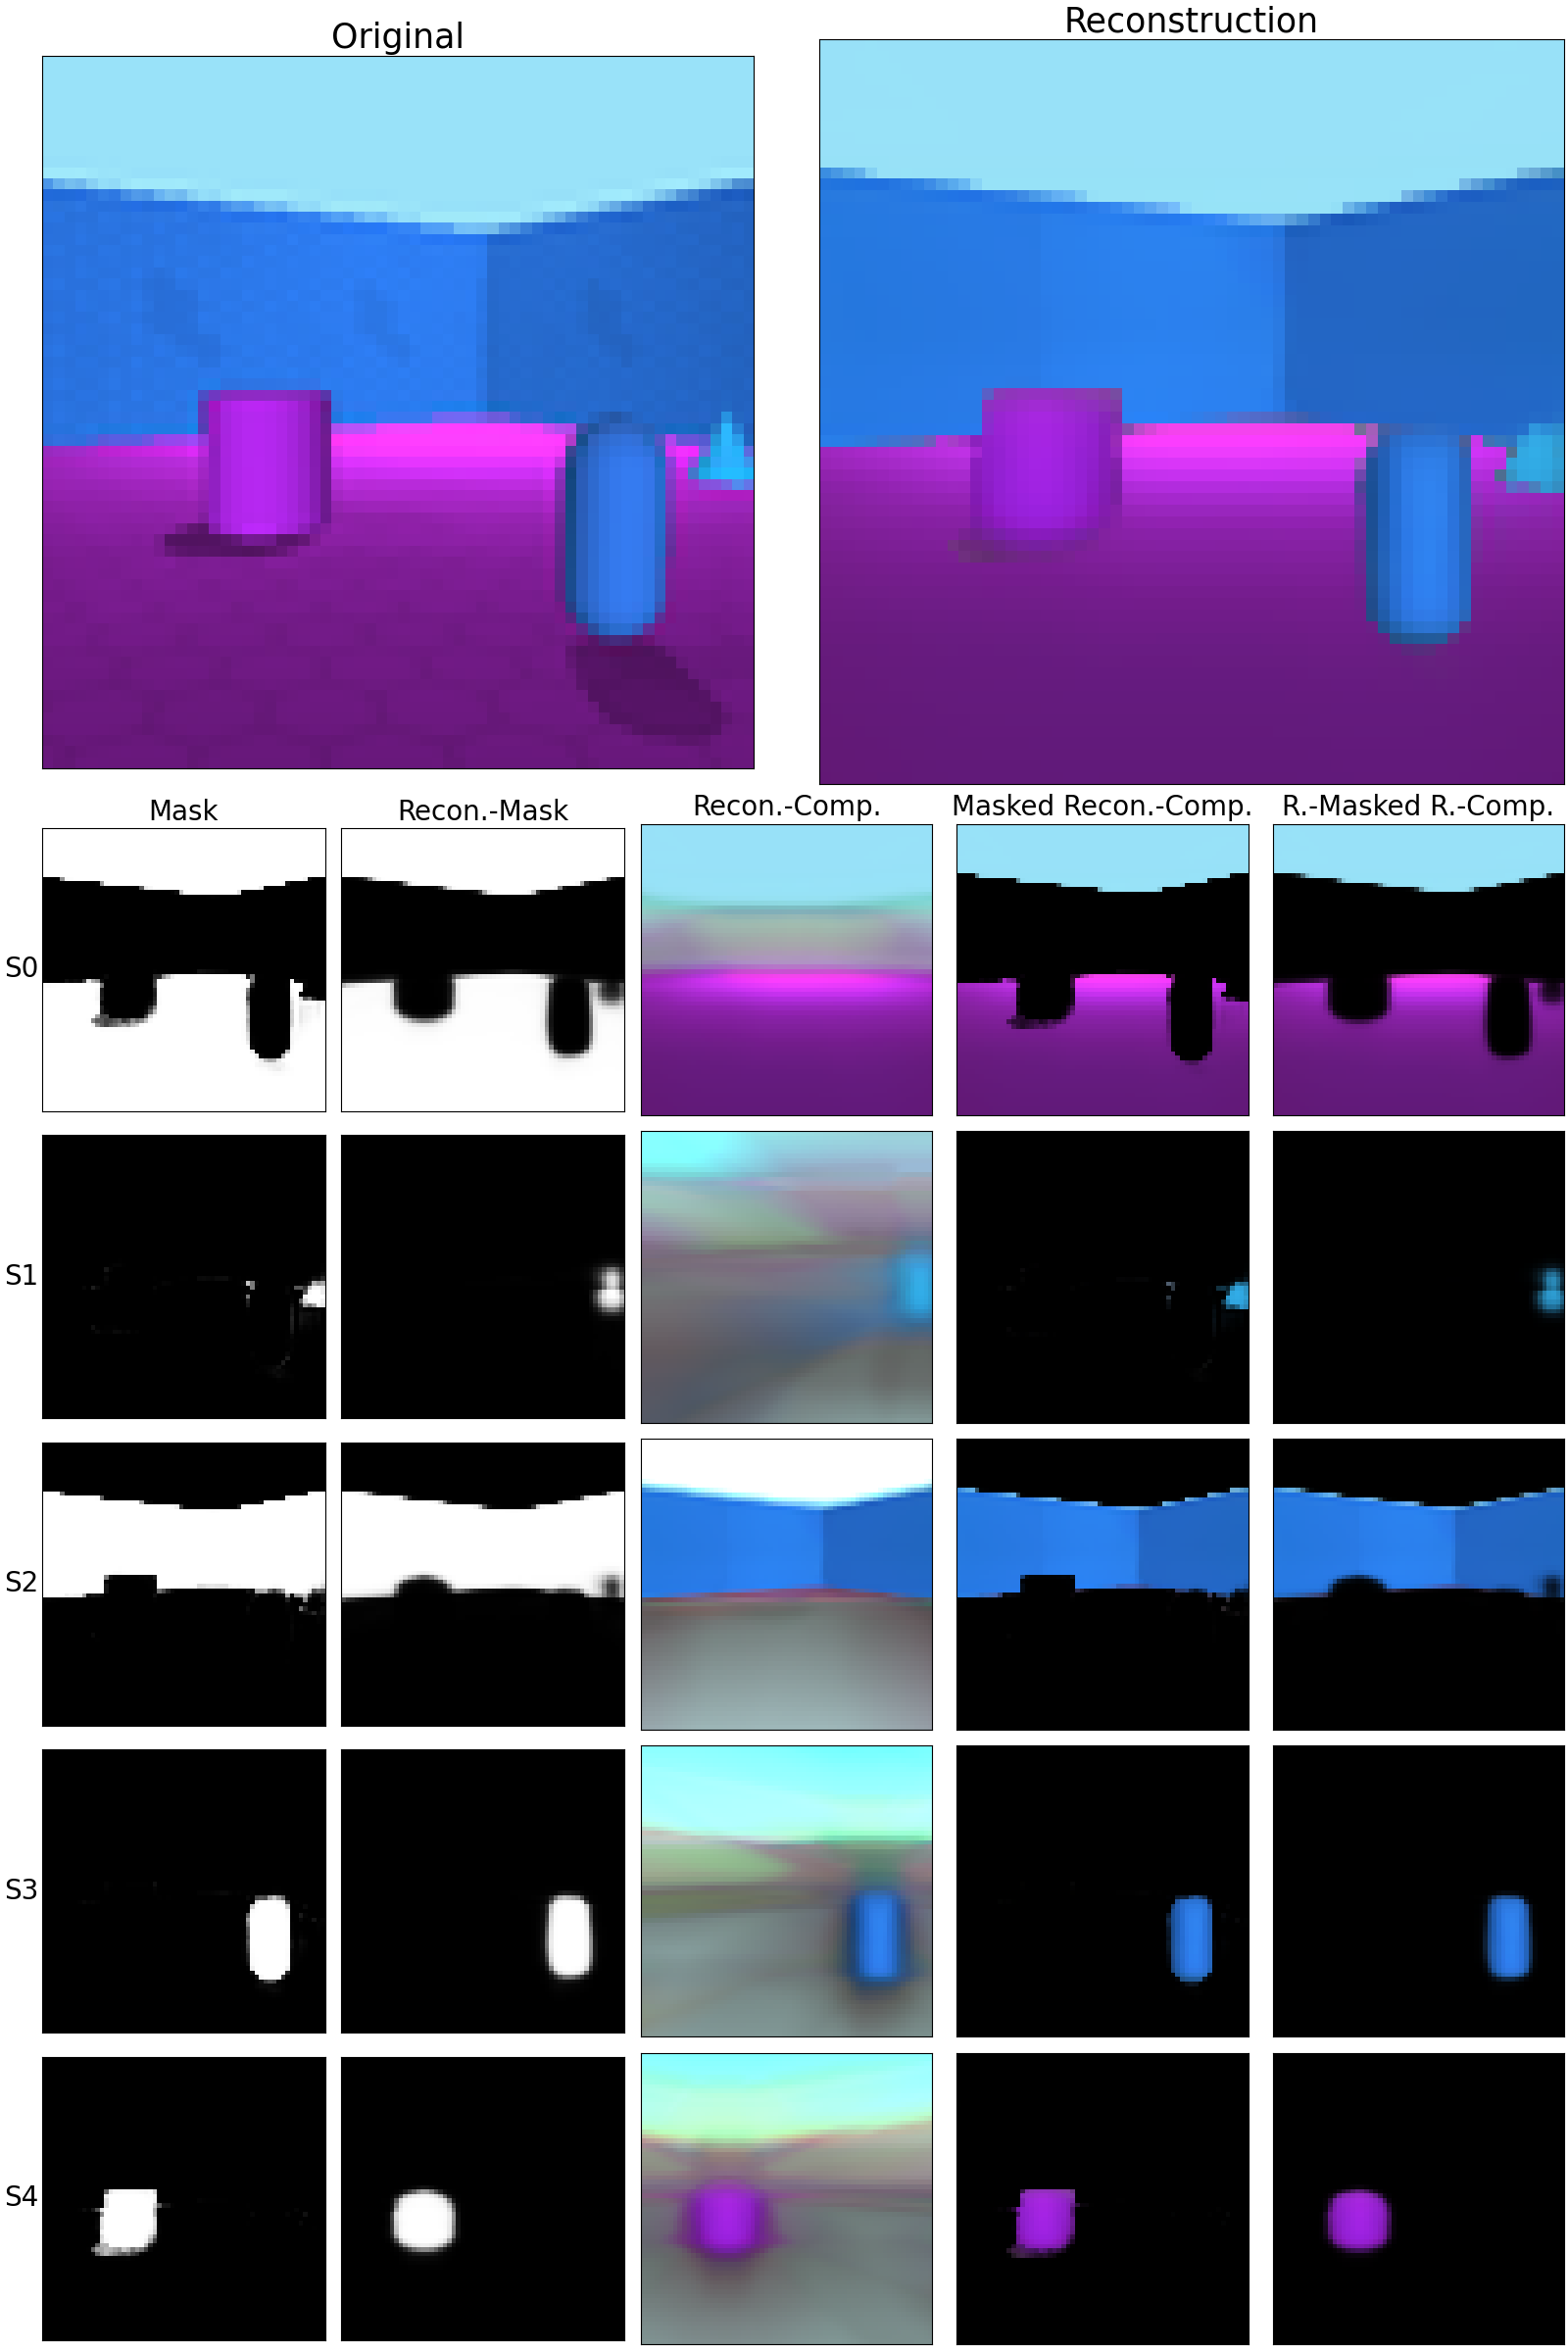 Original
Reconstruction
Mask
Recon.-Mask
Recon.-Comp.
Masked Recon.-Comp.
R.-Masked R.-Comp.
S0
S1
S2
S3
S4